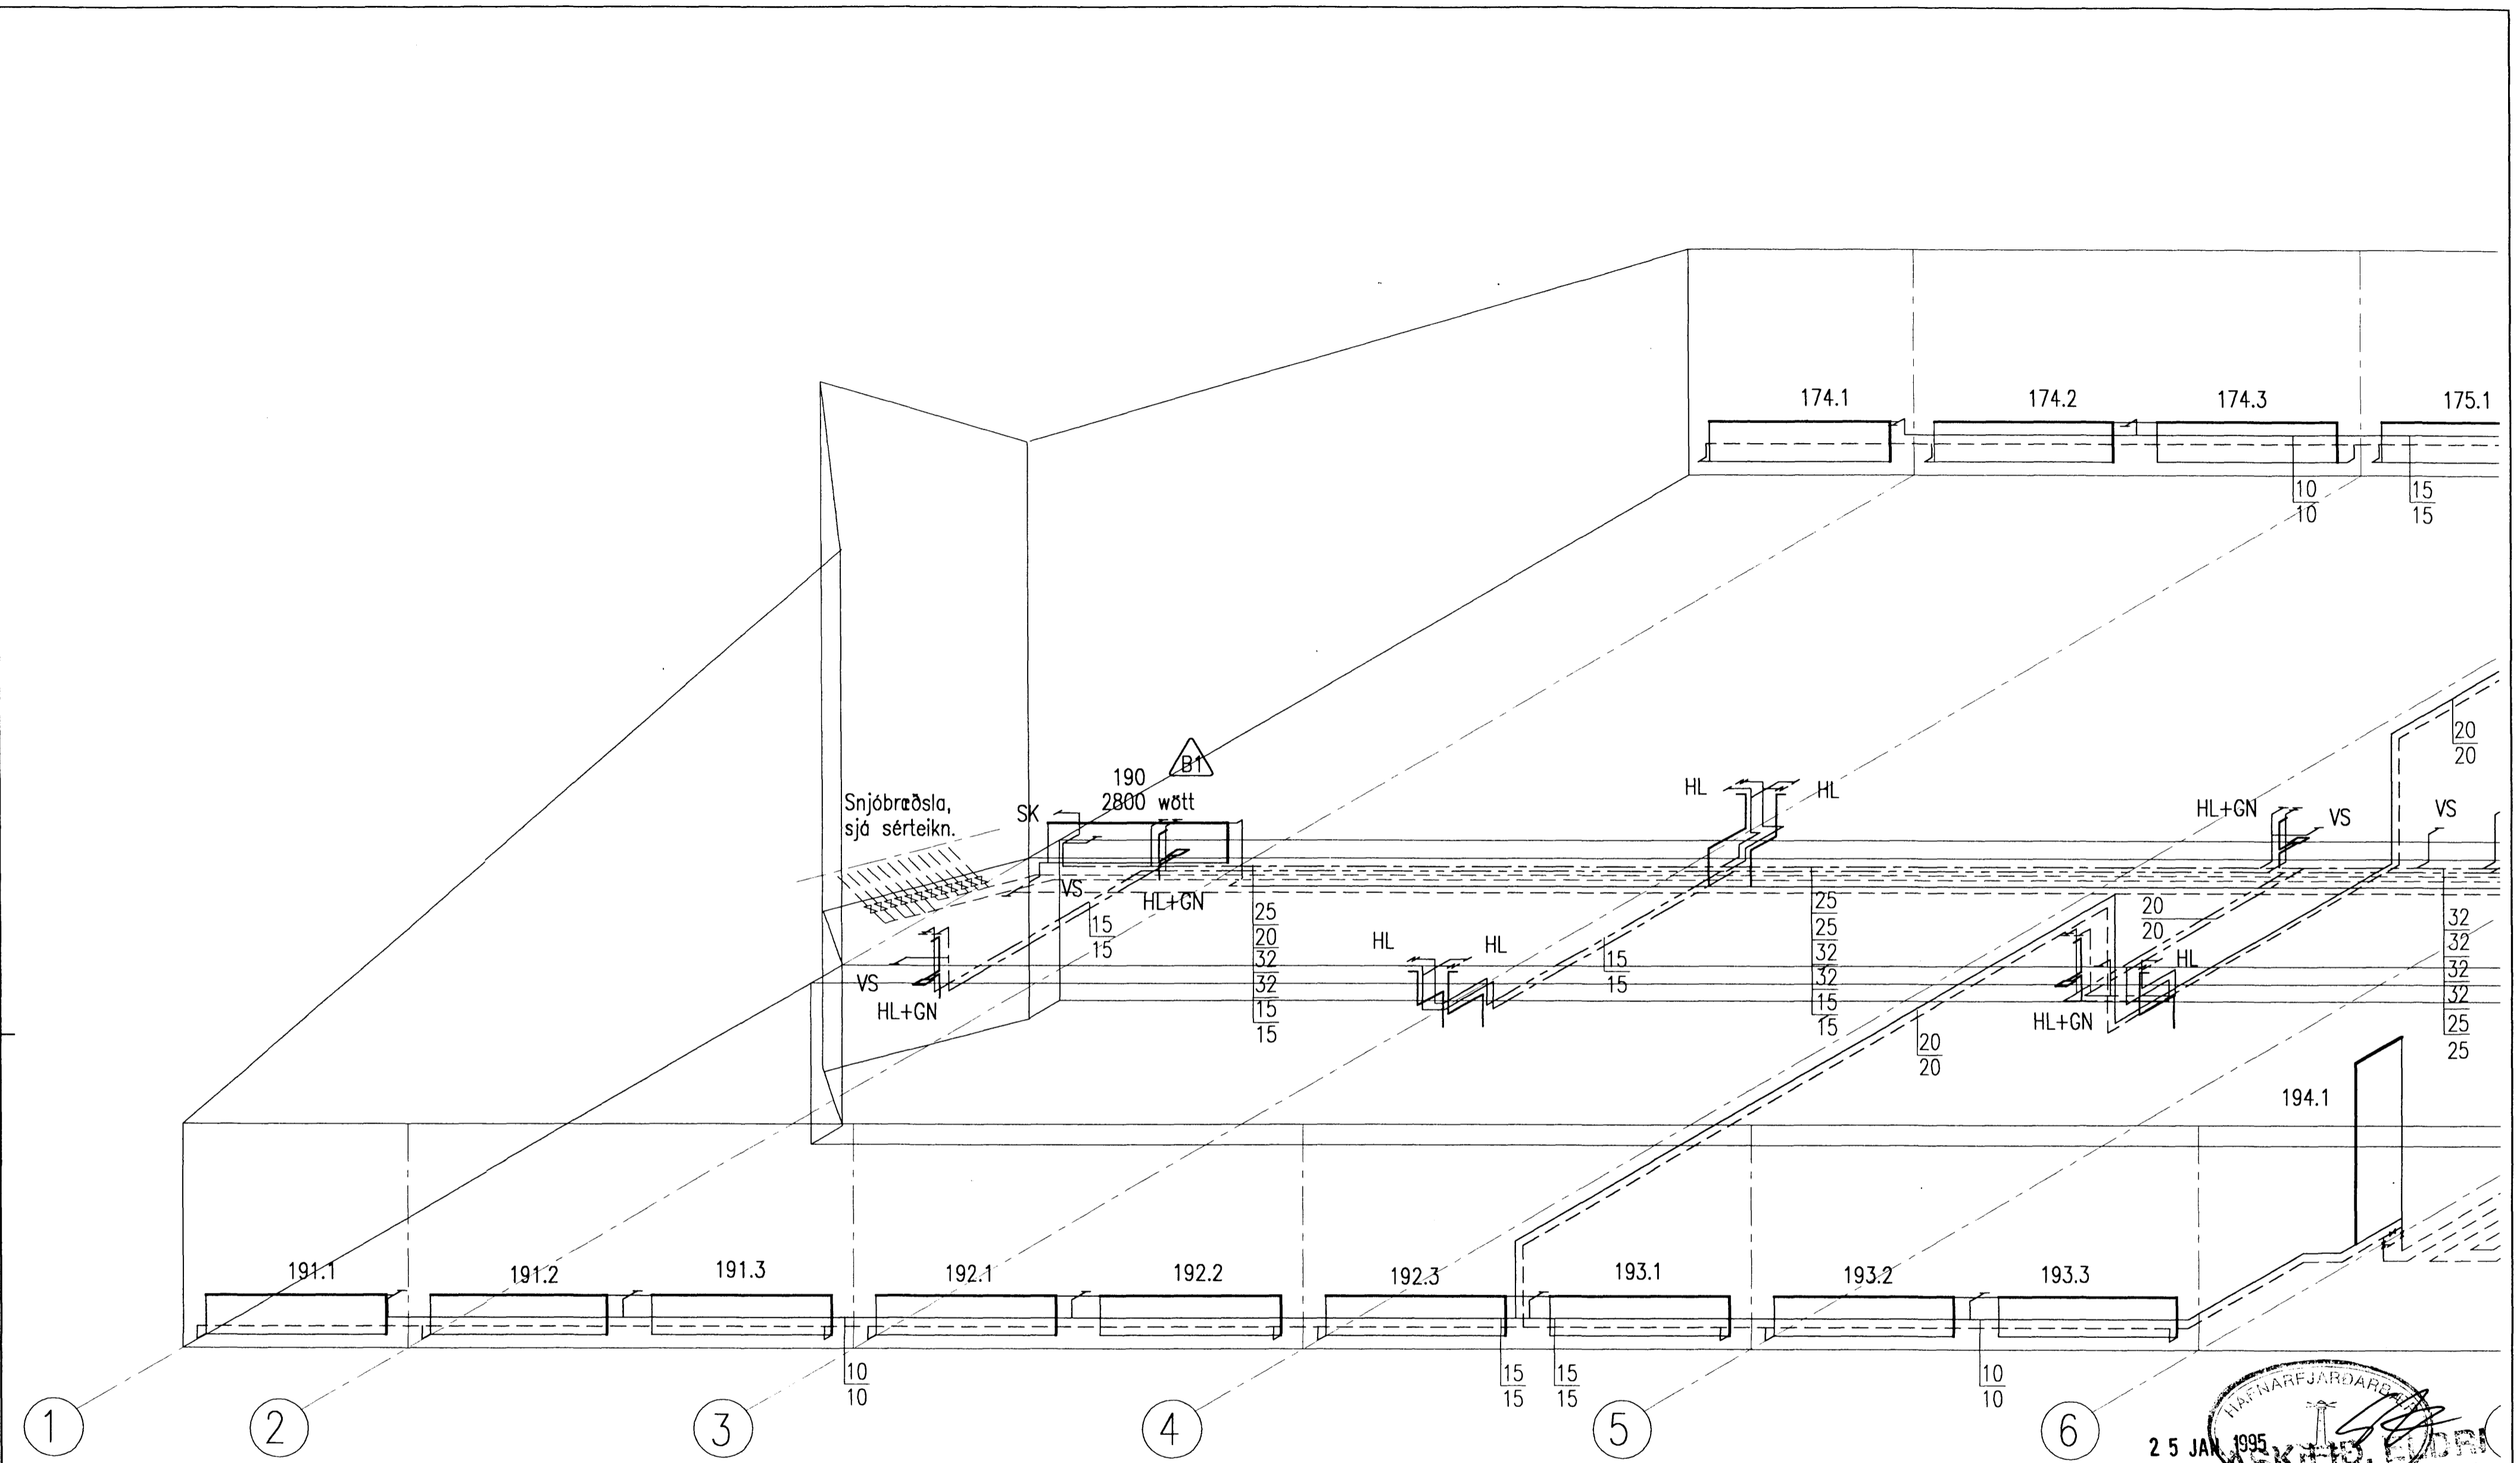 174.1 174.2 174.3 175.1
10 15
10 15
20
20
B1
190
2800 wött
Snjóbræðsla,
sjá sérteikn.
SK
HL HL
HL+GN VS VS
VS
HL+GN
15
15
25
20
32
32
15
15
25
25
32
32
15
15
20
20
32
32
32
32
25
25
HL HL
15
15
HL
VS
HL+GN
HL+GN
20
20
194.1
191.1 191.2 191.3 192.1 192.2 192.3 193.1 193.2 193.3
10
10
15 15
15 15
10
10
HAFNARFJARÐARB
1 2 3 4 5 6
2 5 JAN 1995